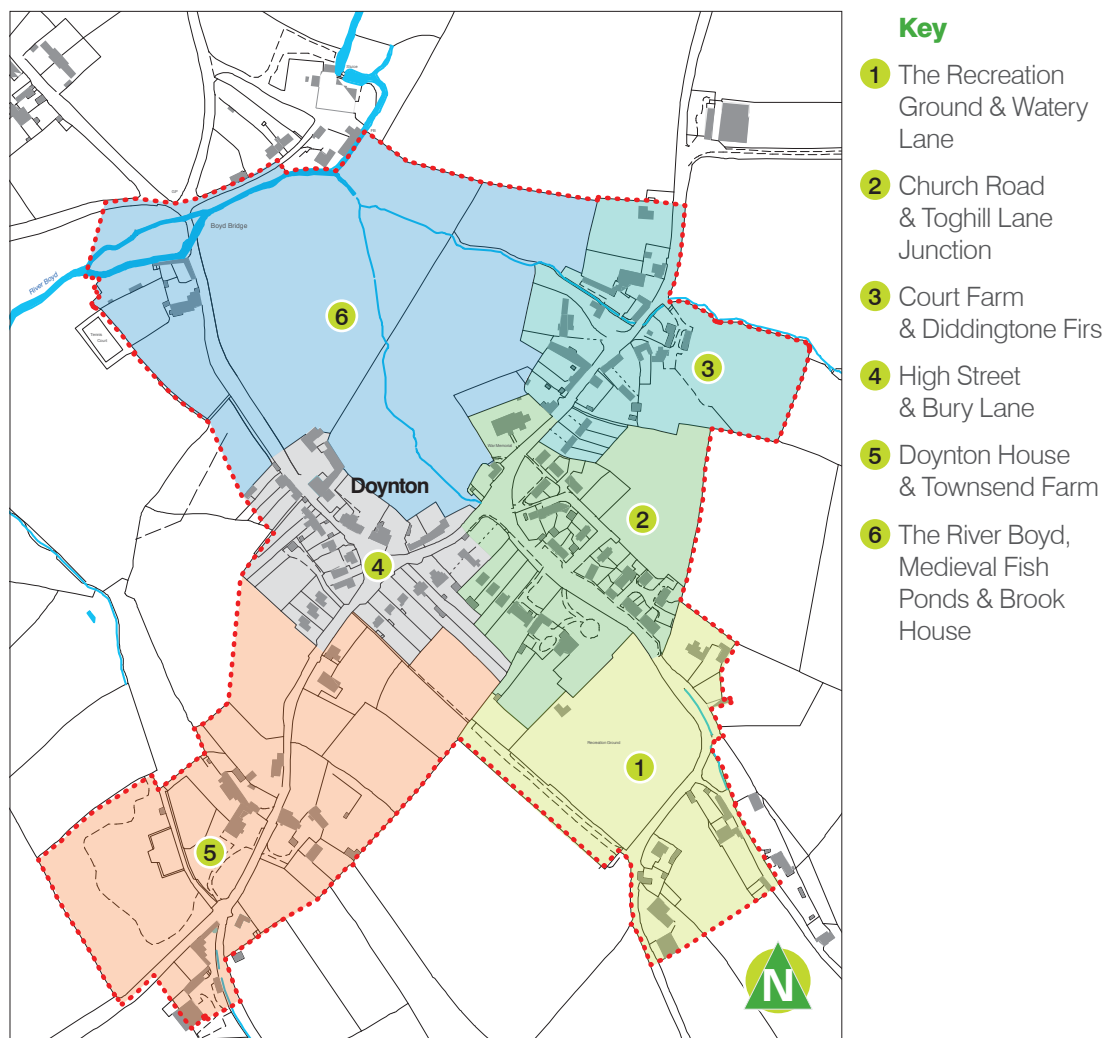 Key
1 The Recreation
Ground & Watery
Lane
2 Church Road
& Toghill Lane
Junction
3 Court Farm
& Diddingtone Firs
4 High Street
& Bury Lane
5 Doynton House
& Townsend Farm
6 The River Boyd,
Medieval Fish
Ponds & Brook
House
Boyd Bridge
River Boyd
6
3
War Memorial
Doynton
2
4
Recreation Ground
1
5
N